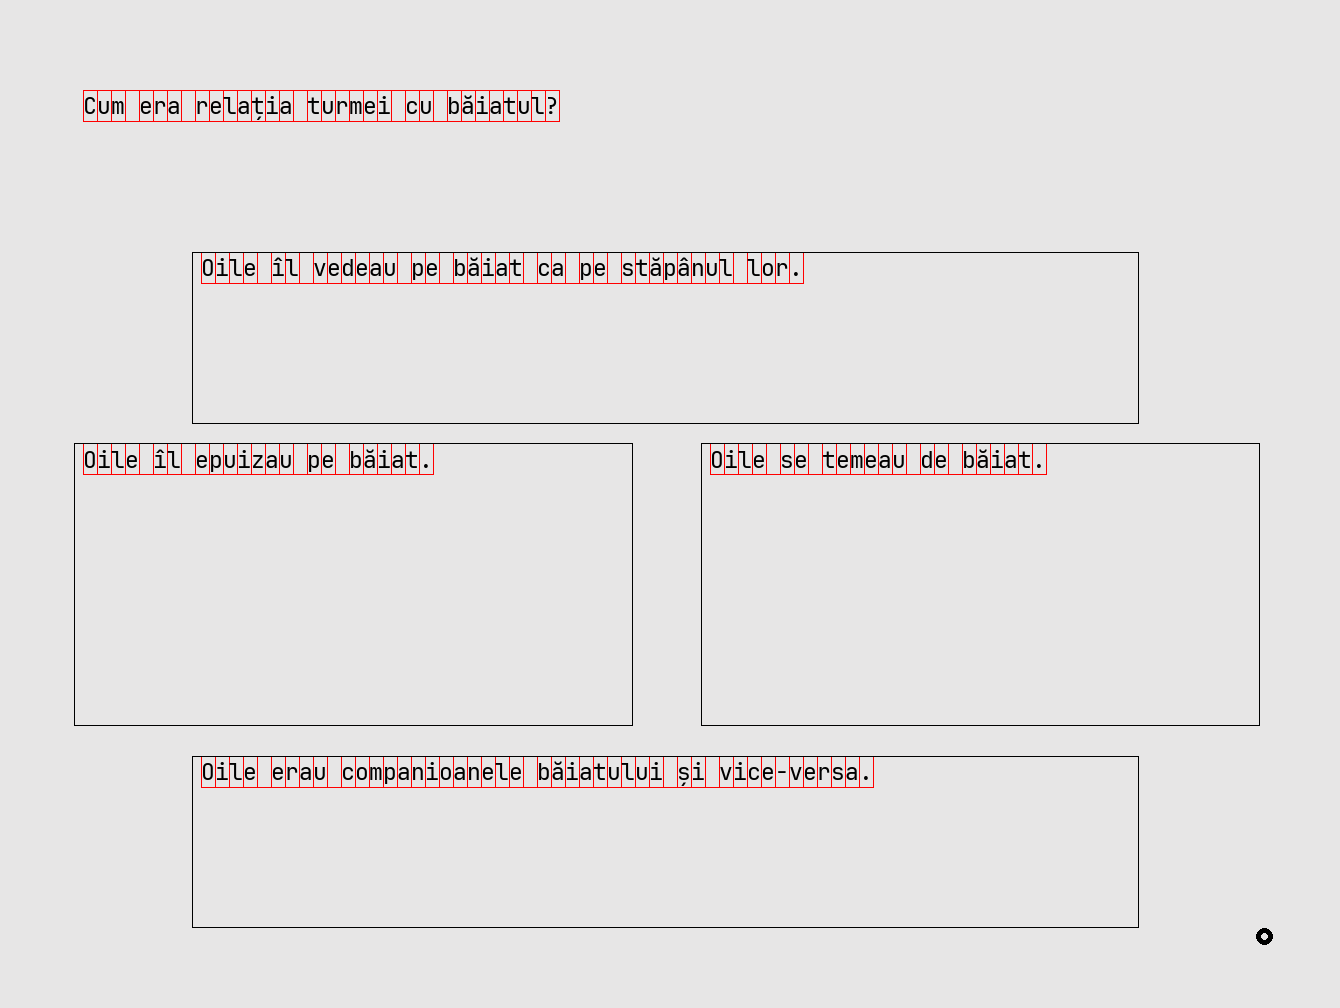 Cum era relația turmei cu băiatul?
Oile îl vedeau pe băiat ca pe stăpânul lor.
Oile îl epuizau pe băiat.
Oile se temeau de băiat.
Oile erau companioanele băiatului și vice-versa.